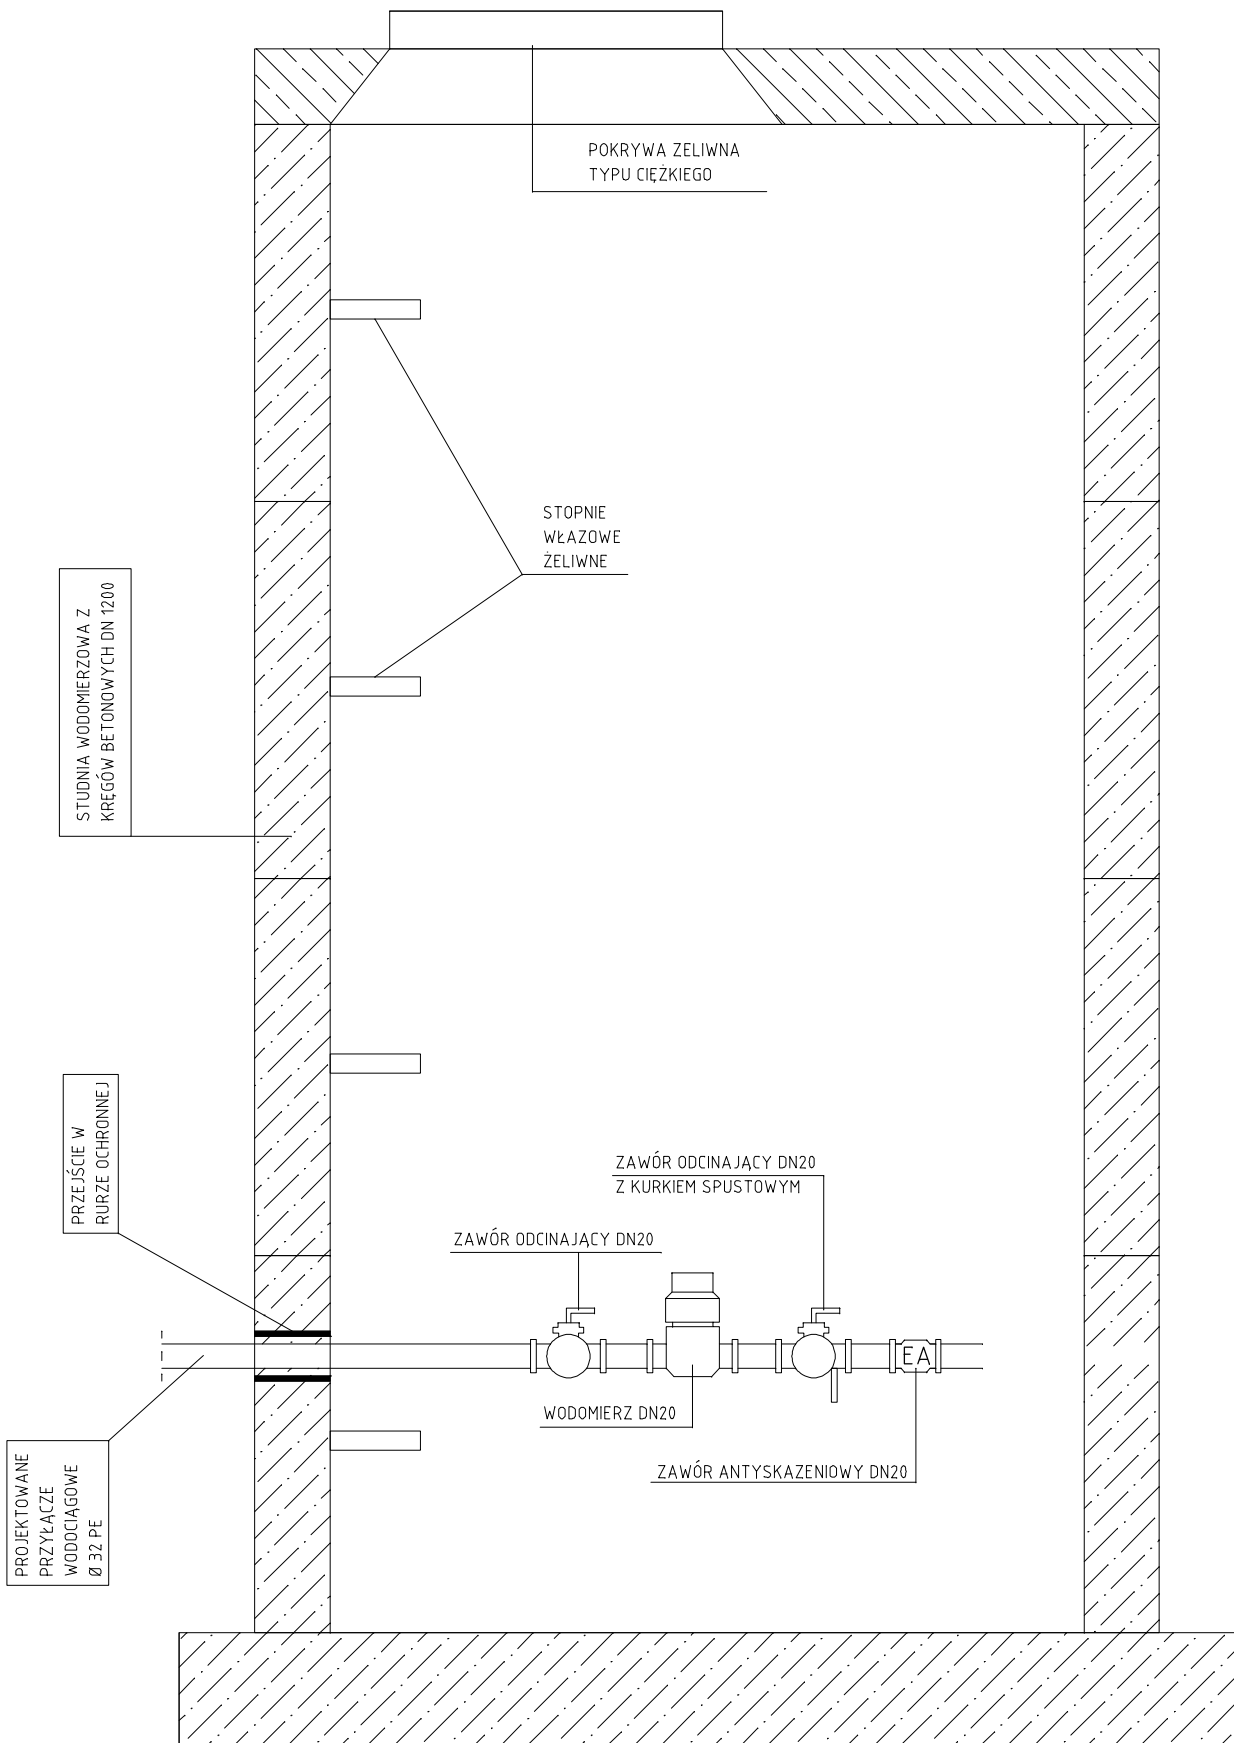 POKRYWA ZELIWNA
TYPU CIĘŻKIEGO
STOPNIE
WŁAZOWE
ŻELIWNE
STUDNIA WODOMIERZOWA Z
KRĘGÓW BETONOWYCH DN 1200
PRZEJŚCIE W
RURZE OCHRONNEJ
ZAWÓR ODCINAJĄCY DN20
Z KURKIEM SPUSTOWYM
ZAWÓR ODCINAJĄCY DN20
EA
WODOMIERZ DN20
ZAWÓR ANTYSKAZENIOWY DN20
PROJEKTOWANE
PRZYŁĄCZE
WODOCIĄGOWE
Ø 32 PE